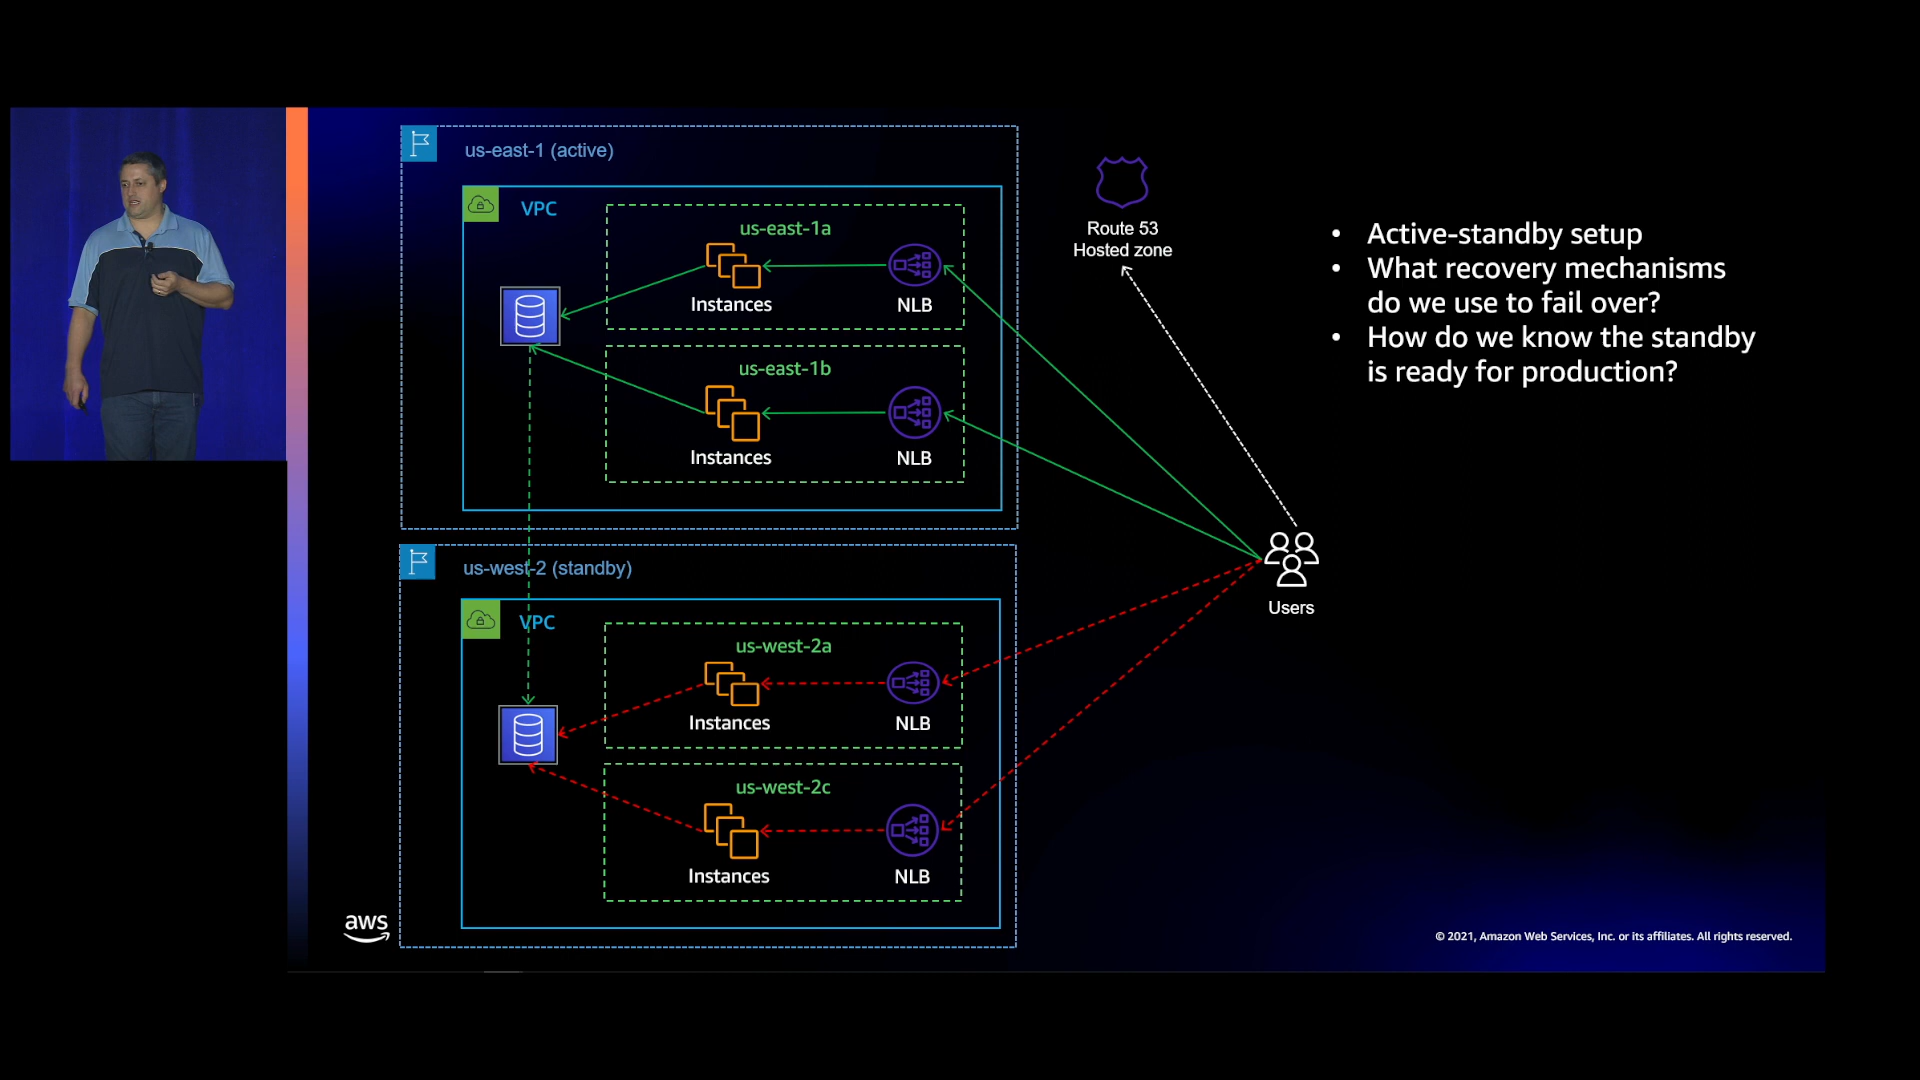 us-east-1 (active)
VPC
us-east-1a
Instances
NLB
us-east-1b
Instances
NLB
us-west-2 (standby)
VPC
us-west-2a
Instances
NLB
us-west-2c
Instances
NLB
Route 53
Hosted zone
Users
• Active-standby setup
• What recovery mechanisms
do we use to fail over?
• How do we know the standby
is ready for production?
aws
© 2021, Amazon Web Services, Inc. or its affiliates. All rights reserved.